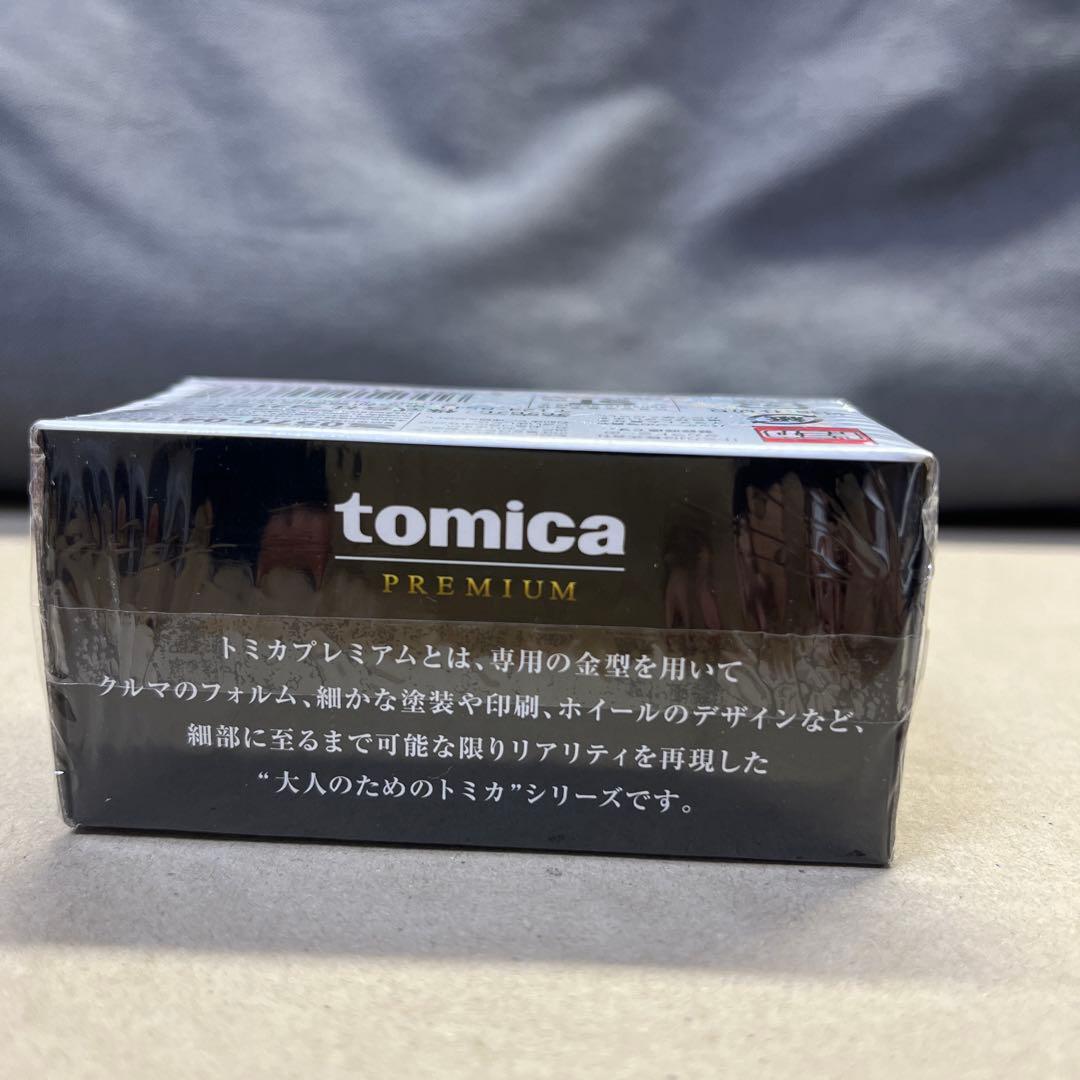 tomica
PREMIUM
トミカプレミアムとは、専用の金型を用いて
クルマのフォルム、細かな塗装や印刷、ホイールのデザインなど、
細部に至るまで可能な限りリアリティを再現した
“大人のためのトミカ”シリーズです。